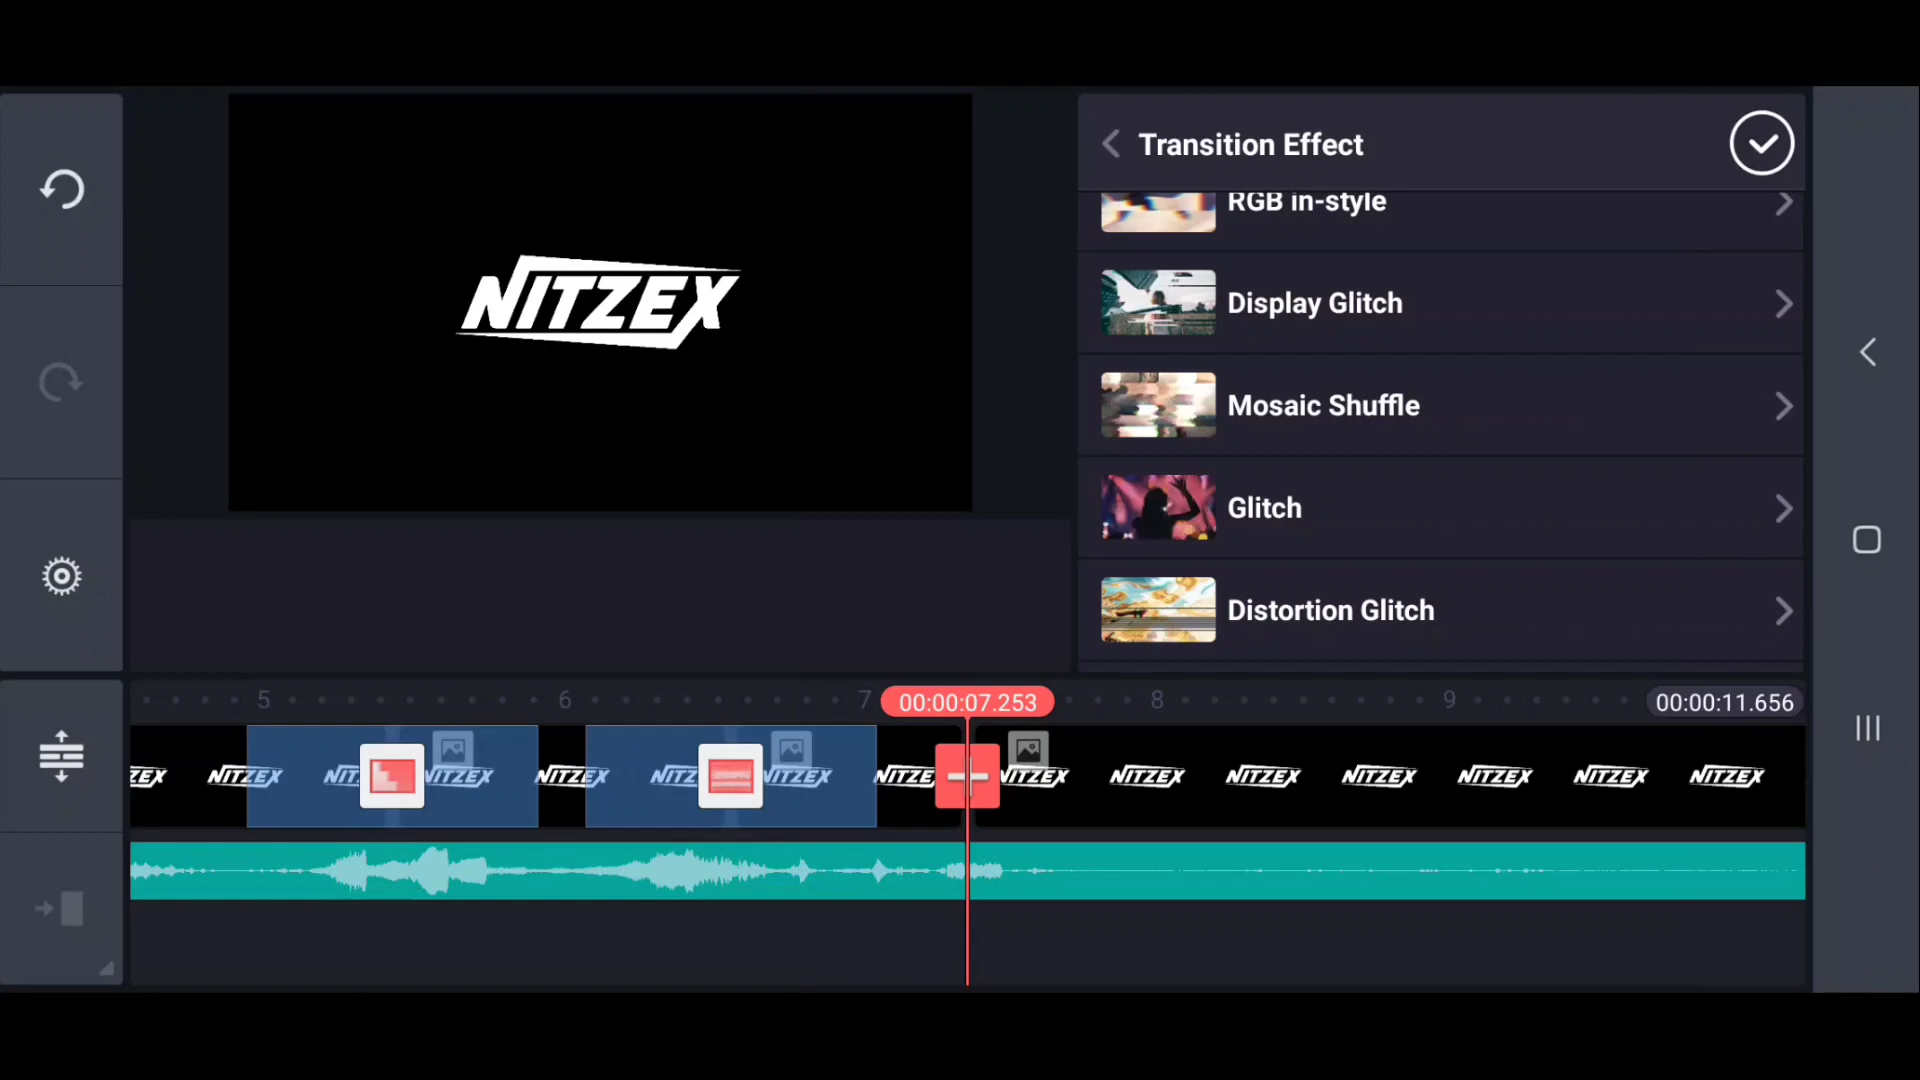 Transition Effect
RGB in-style
NITZEX
Display Glitch
Mosaic Shuffle
Glitch
Distortion Glitch
5 6 7 00:00:07.253 8 9 00:00:11.656
ZEX NITZEX NIT NITZEX NITZEX NITZ NITZEX NITZE NITZEX NITZEX NITZEX NITZEX NITZEX NITZEX NITZEX